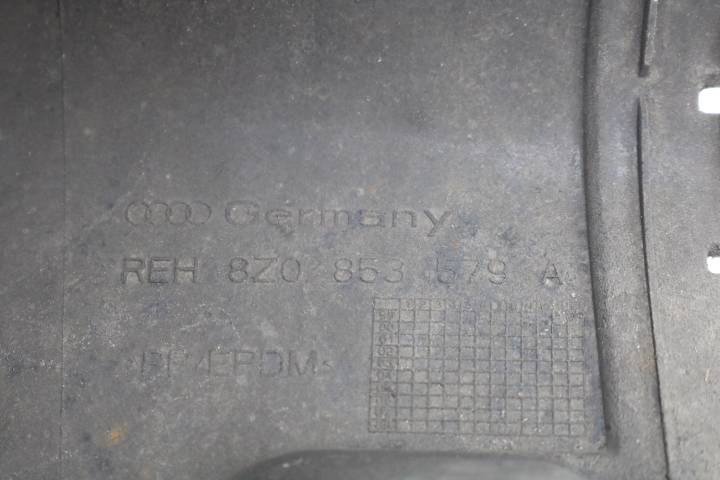 Germany
REH 8Z0 853 579 A
>PP/EPDM<